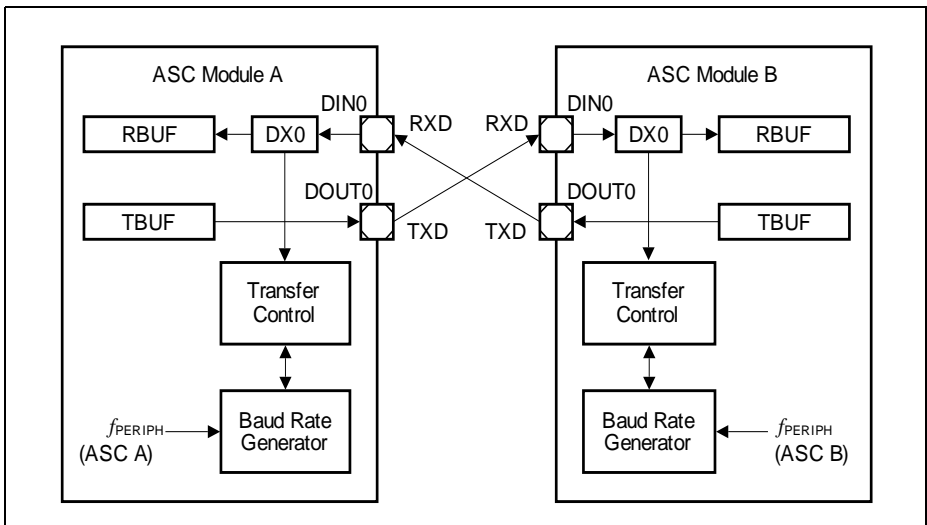 ASC Module A
DIN0
RXD
RBUF
DX0
DOUT0
TBUF
TXD
Transfer
Control
Baud Rate
Generator
fPERIPH
(ASC A)
ASC Module B
RXD
DIN0
DX0
RBUF
DOUT0
TXD
TBUF
Transfer
Control
Baud Rate
Generator
fPERIPH
(ASC B)